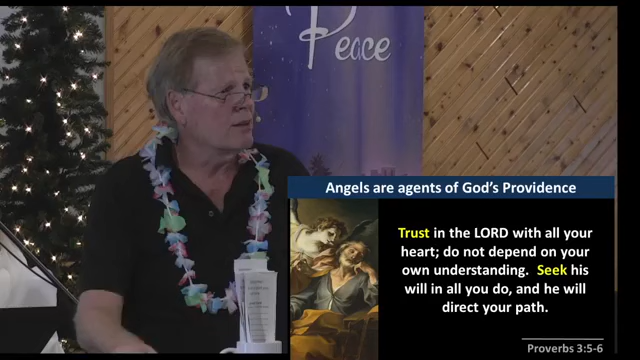 Peace
Angels are agents of God's Providence
Trust in the LORD with all your
heart; do not depend on your
own understanding. Seek his
will in all you do, and he will
direct your path.
Proverbs 3:5-6